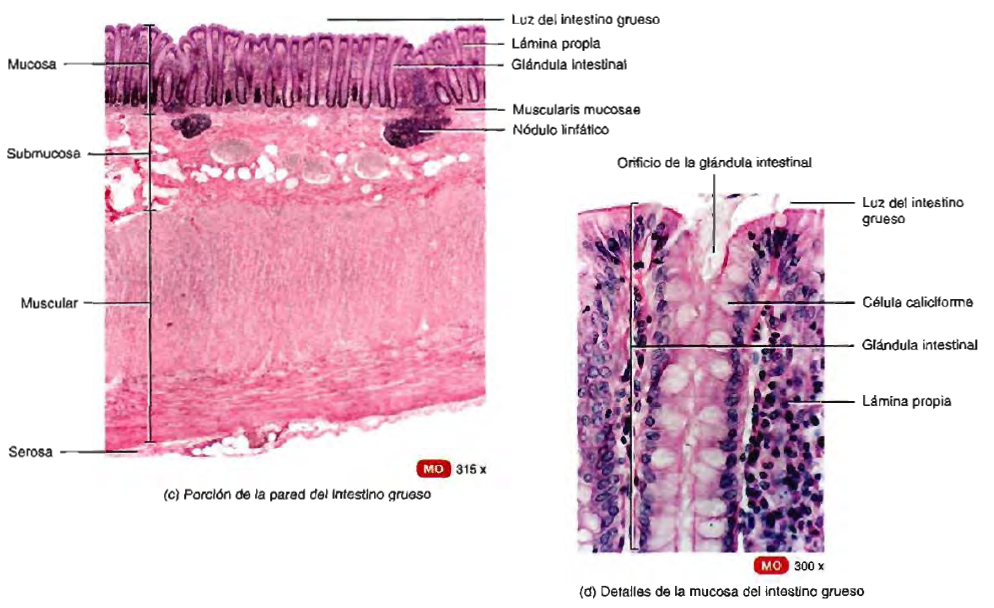 Luz del intestino grueso
Lámina propia
Glándula intestinal
Mucosa
Muscularis mucosae
Nódulo linfático
Submucosa
Muscular
Serosa
MO 315 x
(c) Porción de la pared del intestino grueso
Orificio de la glándula intestinal
Luz del intestino
grueso
Célula caliciforme
Glándula intestinal
Lámina propia
MO 300 x
(d) Detalles de la mucosa del intestino grueso